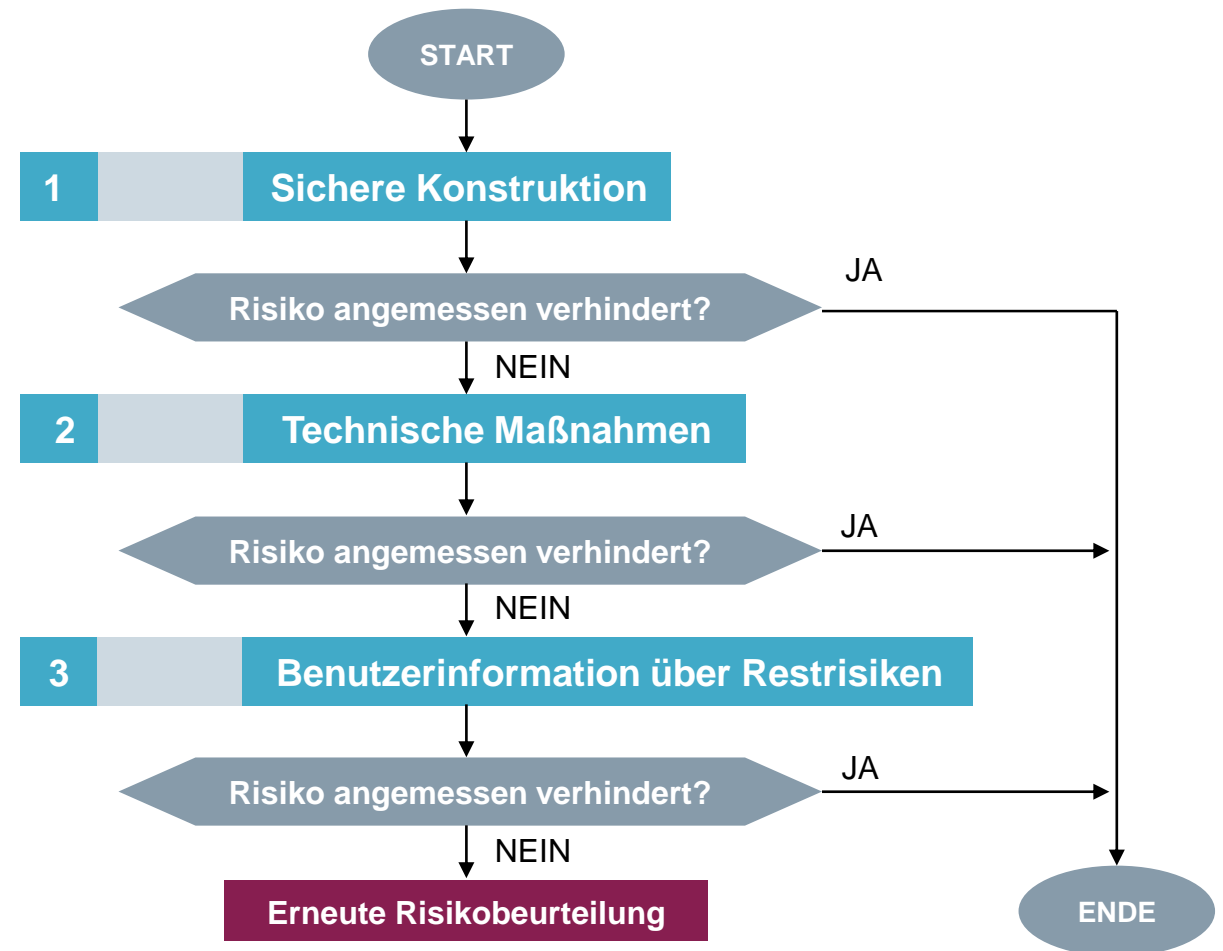 START
1 Sichere Konstruktion
JA
Risiko angemessen verhindert?
NEIN
2 Technische Maßnahmen
JA
Risiko angemessen verhindert?
NEIN
3 Benutzerinformation über Restrisiken
JA
Risiko angemessen verhindert?
NEIN
Erneute Risikobeurteilung
ENDE